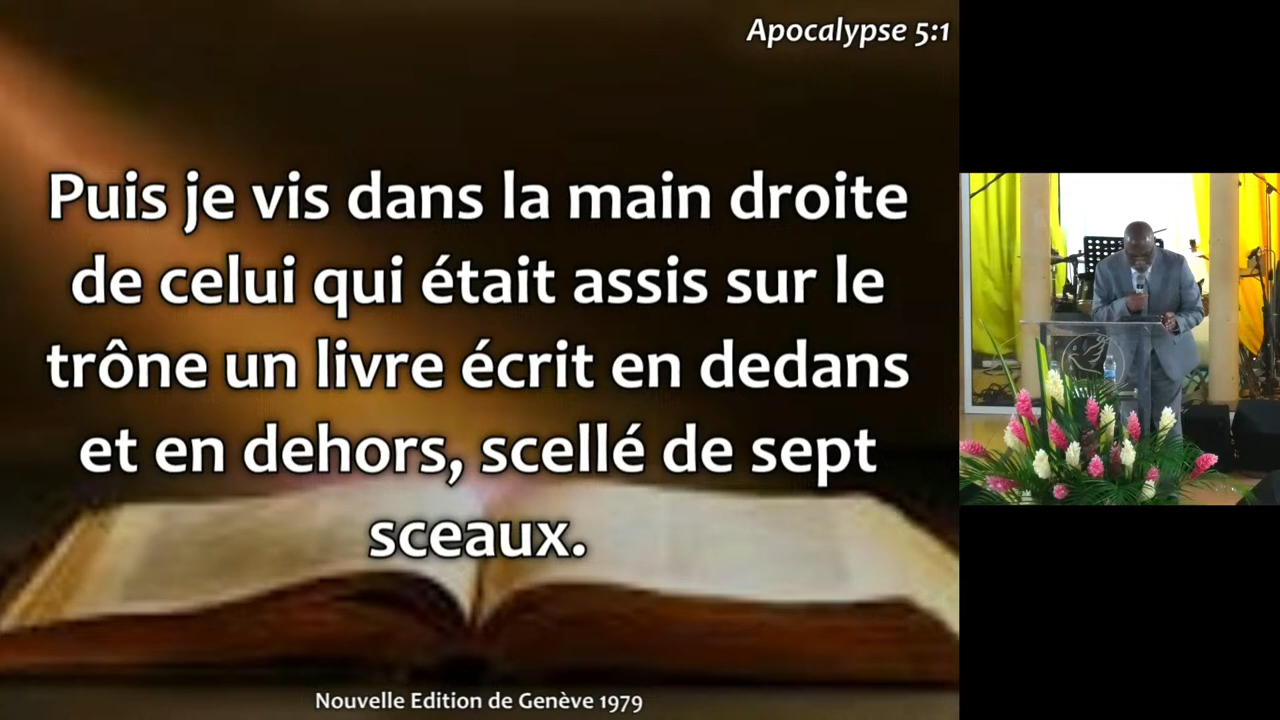 Apocalypse 5:1
Puis je vis dans la main droite
de celui qui était assis sur le
trône un livre écrit en dedans
et en dehors, scellé de sept
sceaux.
Nouvelle Edition de Genève 1979